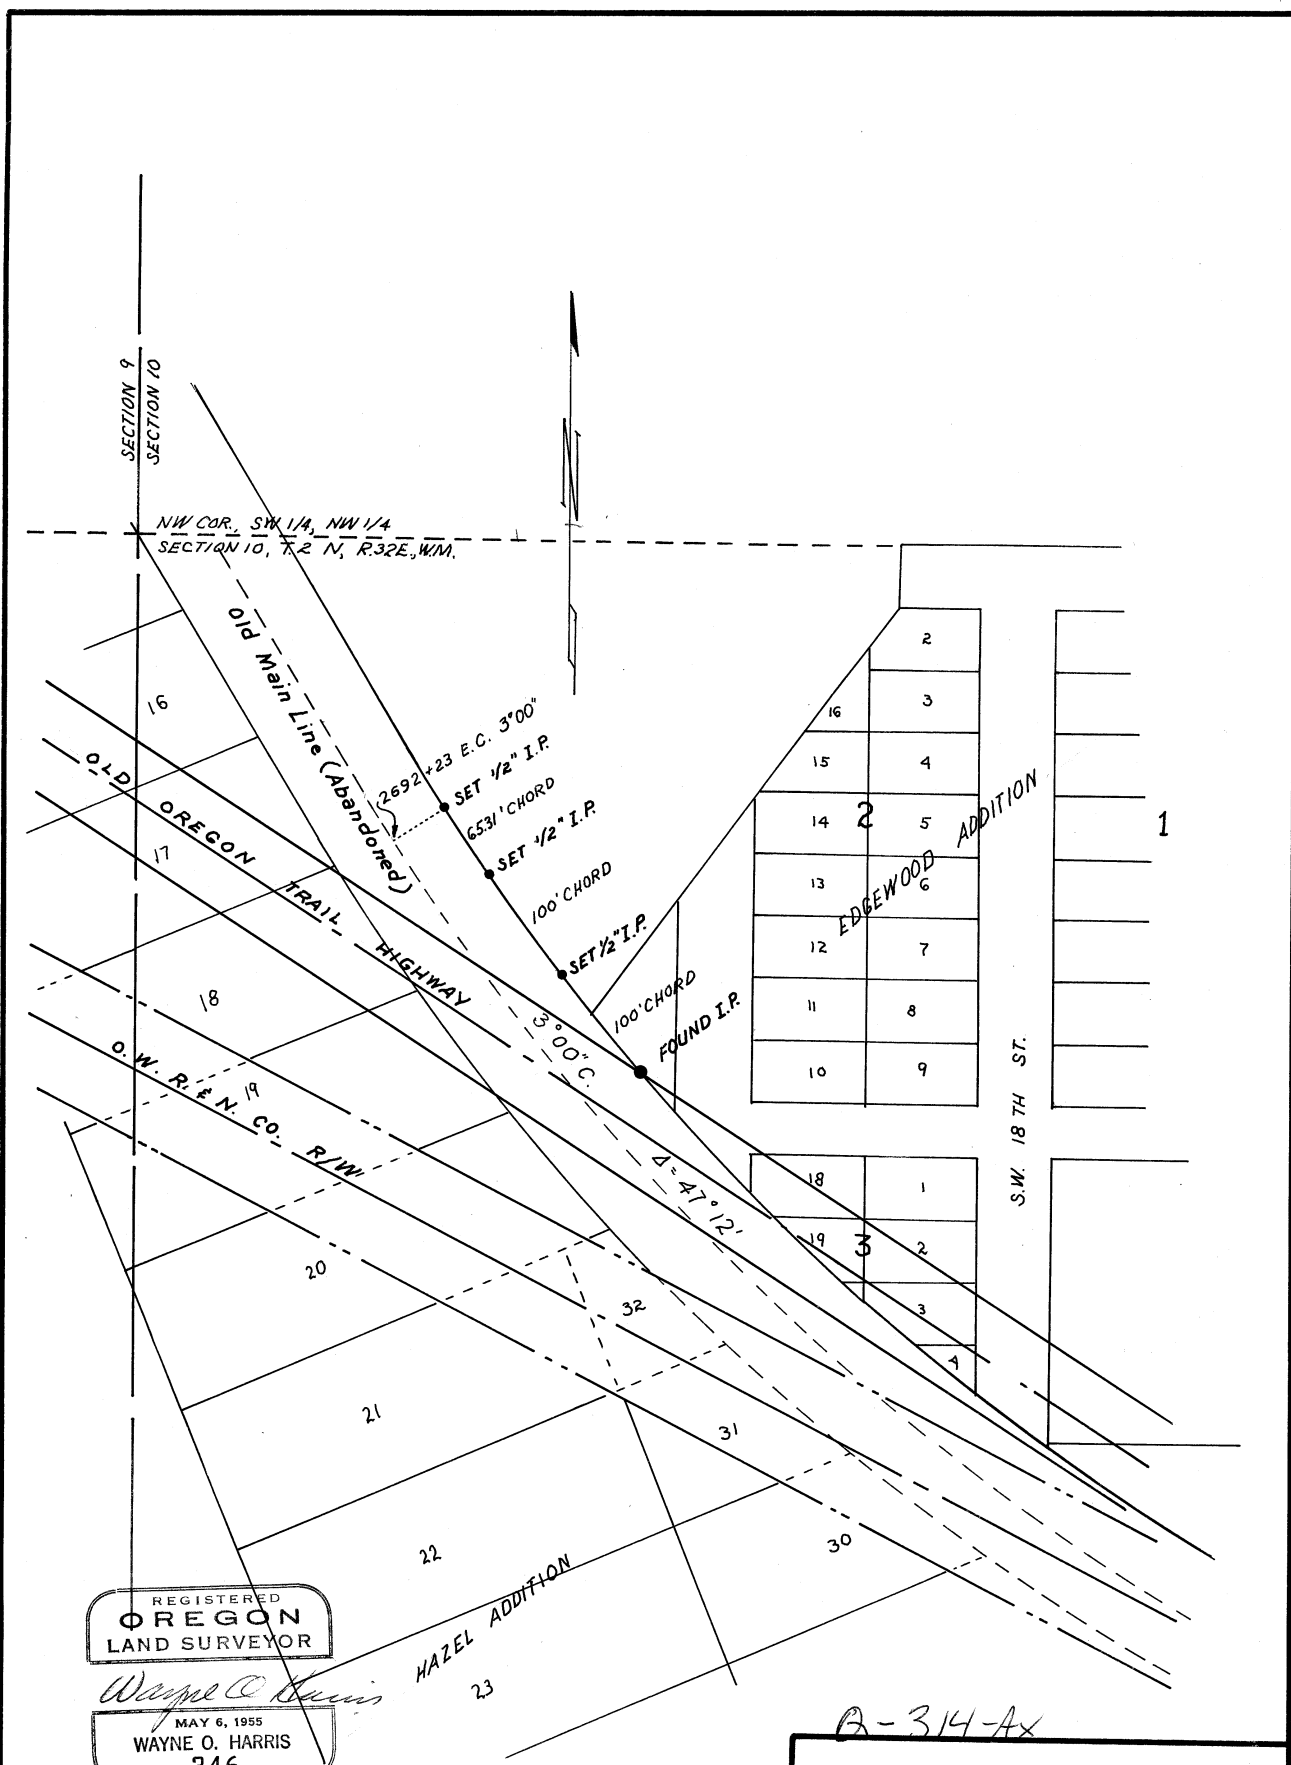 SECTION 9
SECTION 10
N
NW COR., SW 1/4, NW 1/4
SECTION 10, T.2 N, R.32E.,W.M.
Old Main Line (Abandoned)
2692+23 E.C. 3°00"
SET 1/2" I.P.
65.31' CHORD
SET 1/2" I.P.
100' CHORD
SET 1/2" I.P.
100' CHORD
FOUND I.P.
3°00" C.
Δ = 47°12'
OLD OREGON TRAIL HIGHWAY
O. W. R. & N. CO. R/W
16
17
18
19
20
21
22
23
32
31
30
HAZEL ADDITION
2
16
3
15
4
14
2
5
13
6
12
7
11
8
10
9
EDGEWOOD ADDITION
1
18
1
19
3
2
3
4
S.W. 18TH ST.
REGISTERED
OREGON
LAND SURVEYOR
Wayne O Harris
MAY 6, 1955
WAYNE O. HARRIS
246